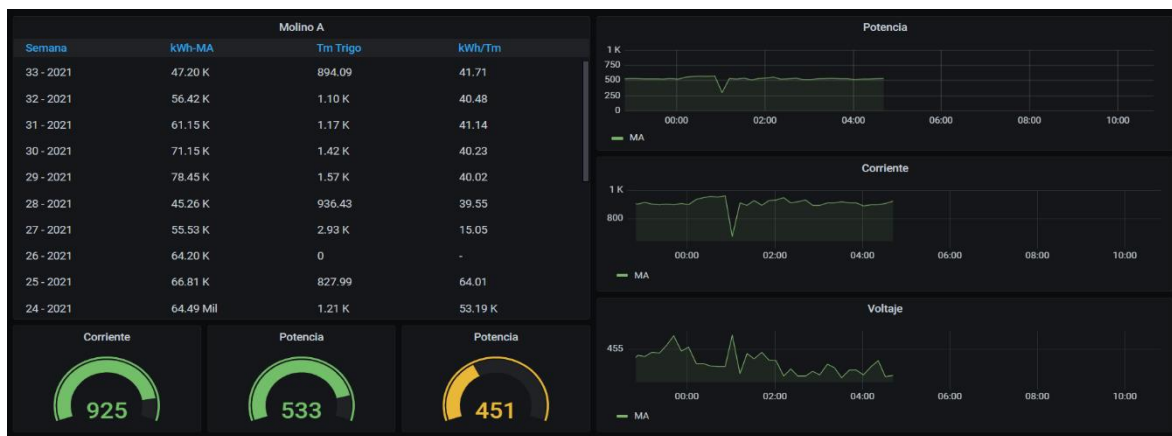 Molino A
Semana kWh-MA Tm Trigo kWh/Tm
33 - 2021 47.20 K 894.09 41.71
32 - 2021 56.42 K 1.10 K 40.48
31 - 2021 61.15 K 1.17 K 41.14
30 - 2021 71.15 K 1.42 K 40.23
29 - 2021 78.45 K 1.57 K 40.02
28 - 2021 45.26 K 936.43 39.55
27 - 2021 55.53 K 2.93 K 15.05
26 - 2021 64.20 K 0 -
25 - 2021 66.81 K 827.99 64.01
24 - 2021 64.49 Mil 1.21 K 53.19 K
Corriente
925
Potencia
533
Potencia
451
Potencia
1 K
750
500
250
0
00:00 02:00 04:00 06:00 08:00 10:00
MA
Corriente
1 K
800
00:00 02:00 04:00 06:00 08:00 10:00
MA
Voltaje
455
00:00 02:00 04:00 06:00 08:00 10:00
MA